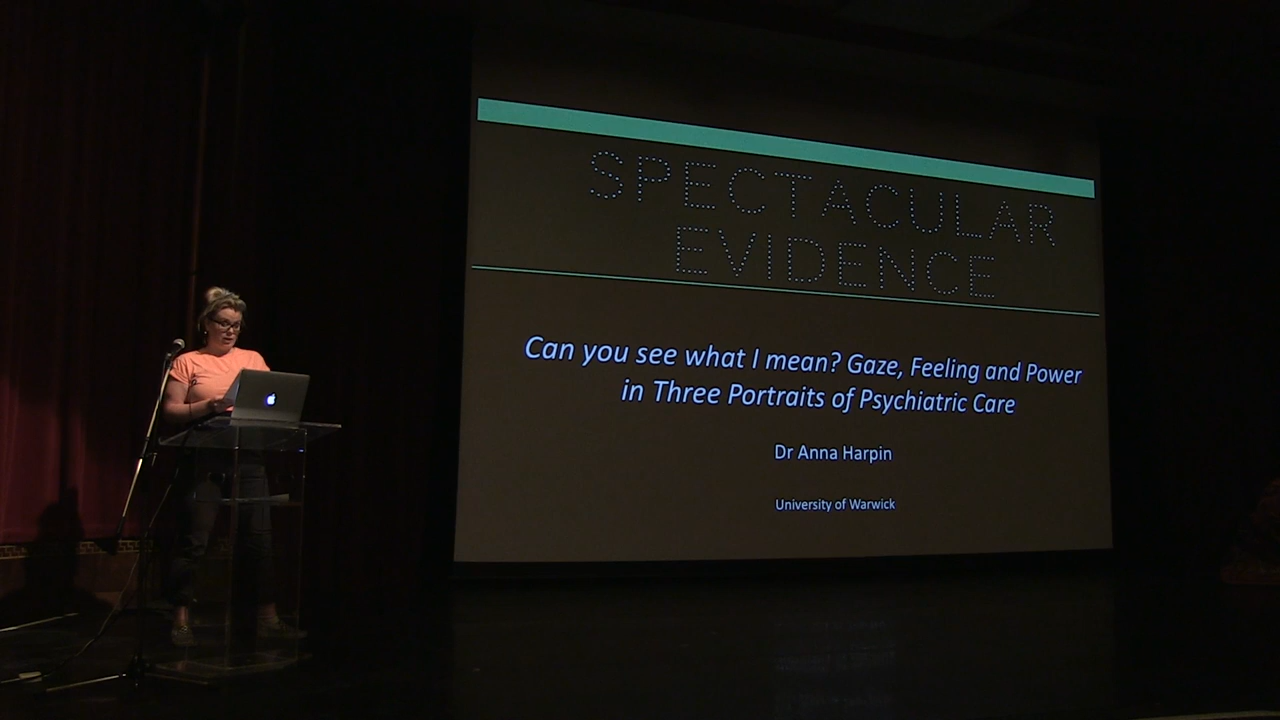 SPECTACULAR
EVIDENCE
Can you see what I mean? Gaze, Feeling and Power
in Three Portraits of Psychiatric Care
Dr Anna Harpin
University of Warwick